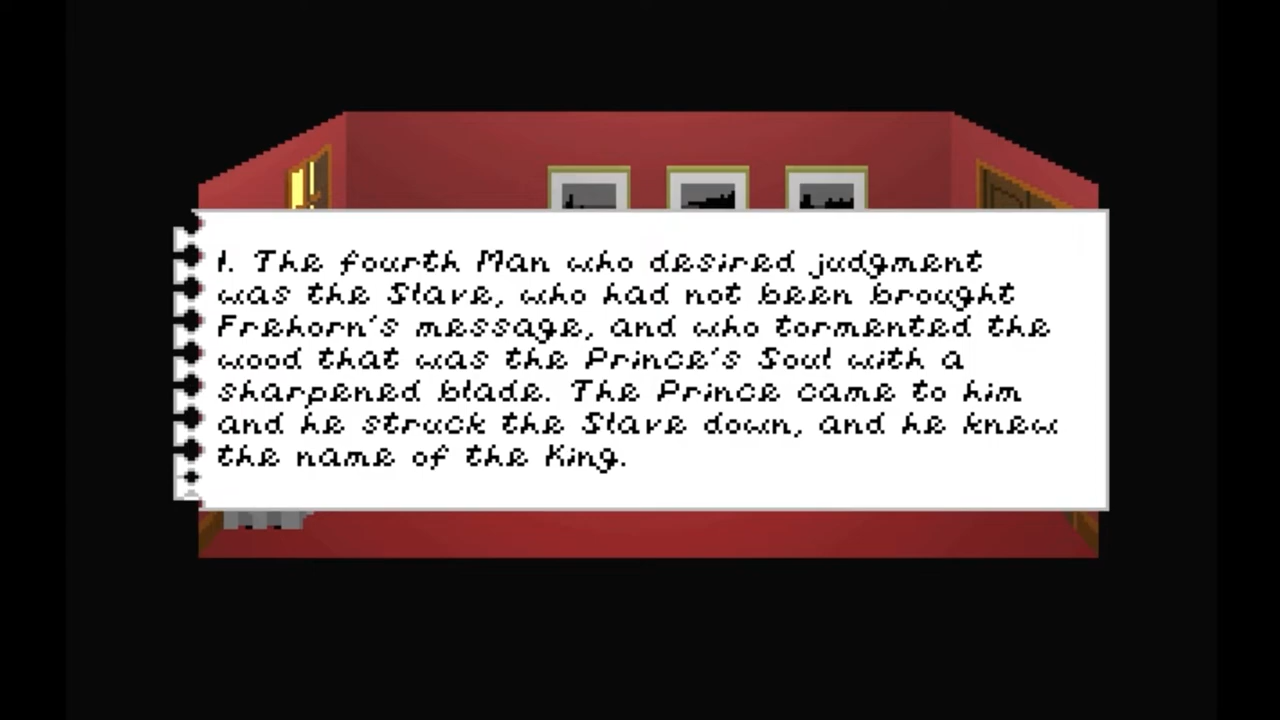 1. The fourth Man who desired judgment
was the Slave, who had not been brought
Frehorn's message, and who tormented the
wood that was the Prince's Soul with a
sharpened blade. The Prince came to him
and he struck the Slave down, and he knew
the name of the King.